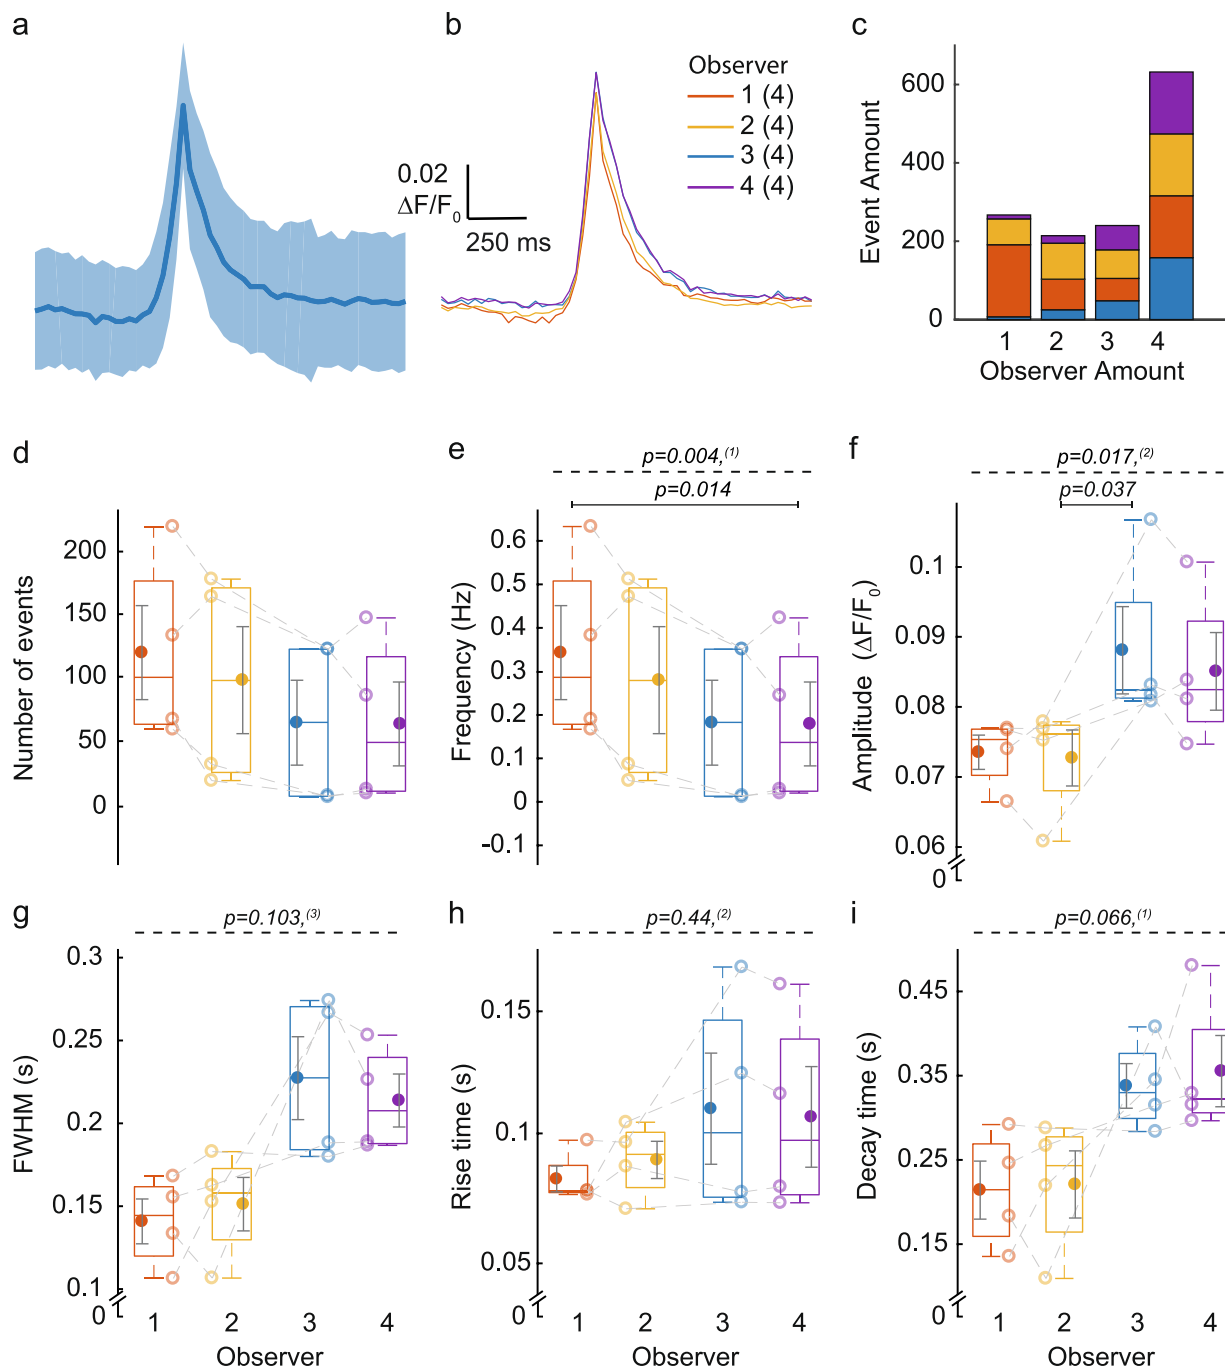 a
b
Observer
1 (4)
2 (4)
3 (4)
4 (4)
0.02
ΔF/F0
250 ms
c
Event Amount
600
400
200
0
1 2 3 4
Observer Amount
d
Number of events
200
150
100
50
0
e
p=0.004,(1)
p=0.014
Frequency (Hz)
0.6
0.5
0.4
0.3
0.2
0.1
0
-0.1
f
p=0.017,(2)
p=0.037
Amplitude (ΔF/F0)
0.1
0.09
0.08
0.07
0.06
0
g
p=0.103,(3)
FWHM (s)
0.3
0.25
0.2
0.15
0.1
0
1 2 3 4
Observer
h
p=0.44,(2)
Rise time (s)
0.15
0.1
0.05
0
1 2 3 4
Observer
i
p=0.066,(1)
Decay time (s)
0.45
0.35
0.25
0.15
0
1 2 3 4
Observer